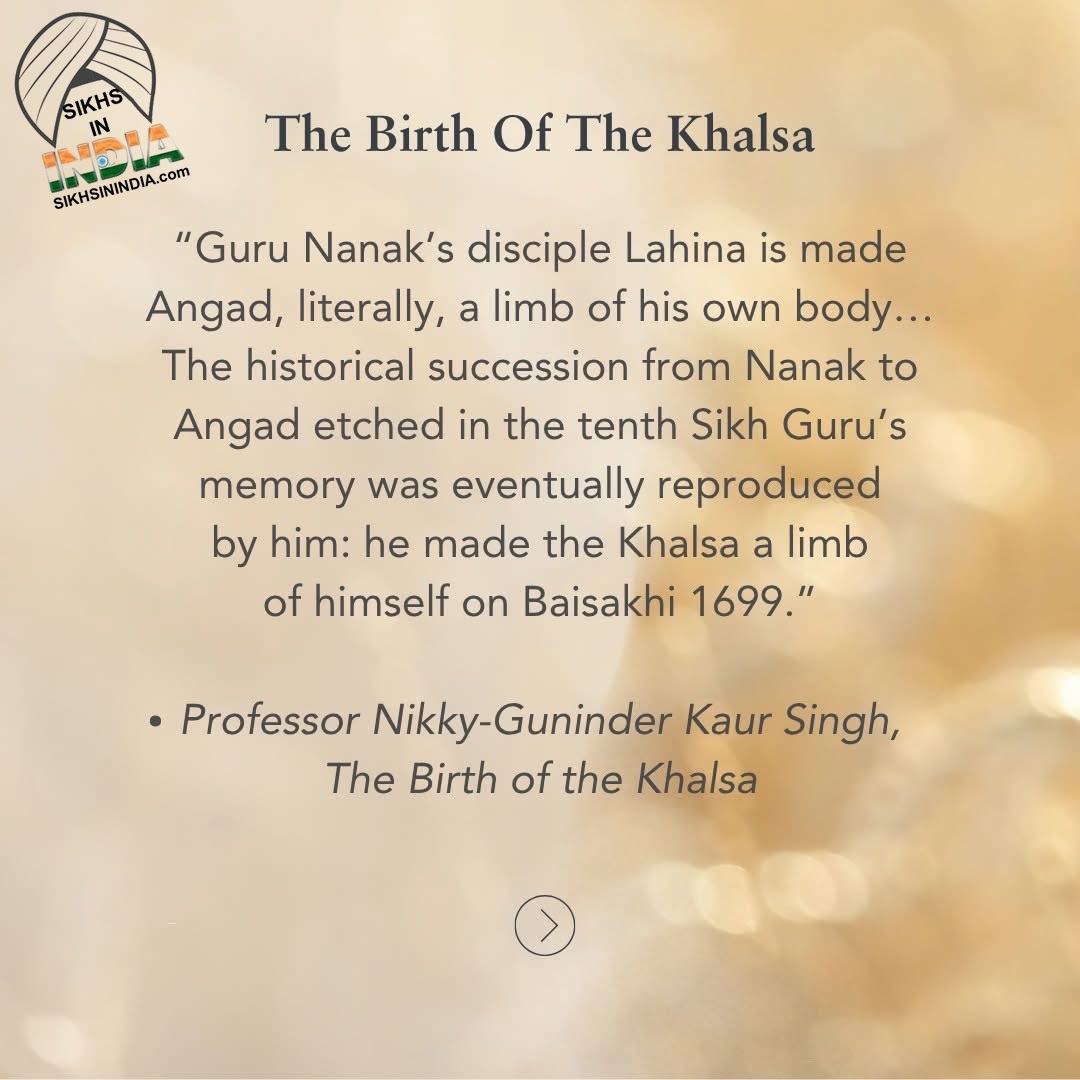 SIKHS
IN
INDIA
SIKHSININDIA.com
The Birth Of The Khalsa
“Guru Nanak’s disciple Lahina is made
Angad, literally, a limb of his own body…
The historical succession from Nanak to
Angad etched in the tenth Sikh Guru’s
memory was eventually reproduced
by him: he made the Khalsa a limb
of himself on Baisakhi 1699.”
• Professor Nikky-Guninder Kaur Singh,
The Birth of the Khalsa